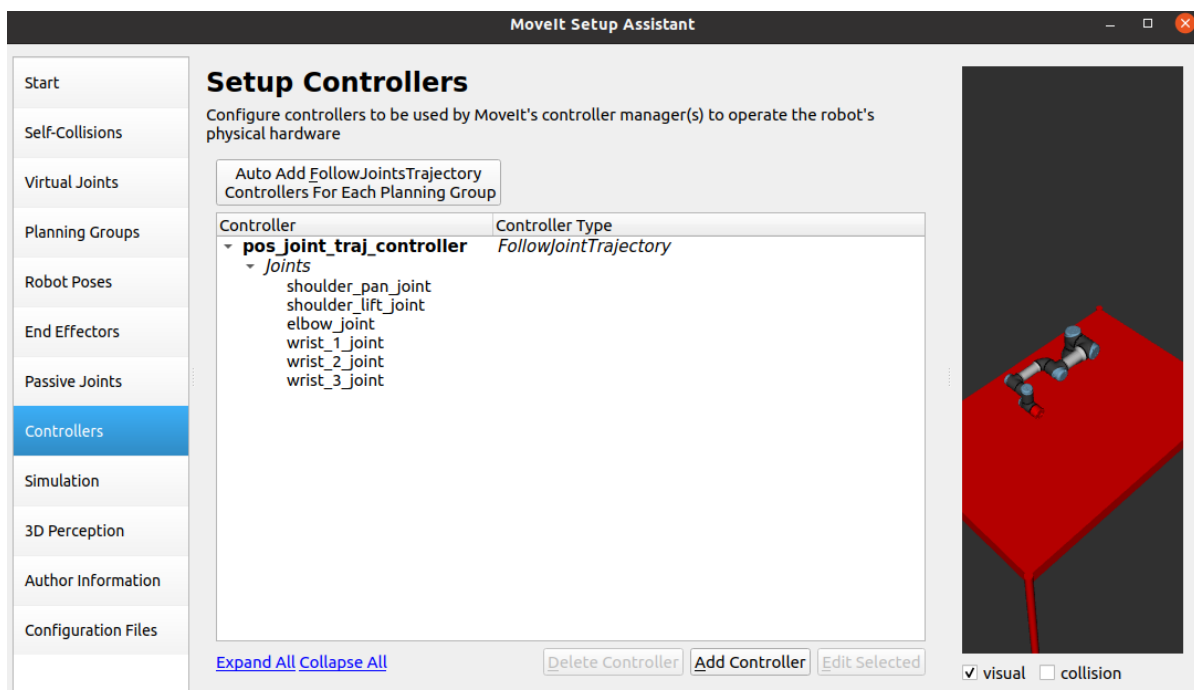 MoveIt Setup Assistant
Start
Self-Collisions
Virtual Joints
Planning Groups
Robot Poses
End Effectors
Passive Joints
Controllers
Simulation
3D Perception
Author Information
Configuration Files
Setup Controllers
Configure controllers to be used by MoveIt's controller manager(s) to operate the robot's
physical hardware
Auto Add FollowJointsTrajectory
Controllers For Each Planning Group
Controller Controller Type
pos_joint_traj_controller FollowJointTrajectory
Joints
shoulder_pan_joint
shoulder_lift_joint
elbow_joint
wrist_1_joint
wrist_2_joint
wrist_3_joint
Expand All Collapse All Delete Controller Add Controller Edit Selected
visual collision